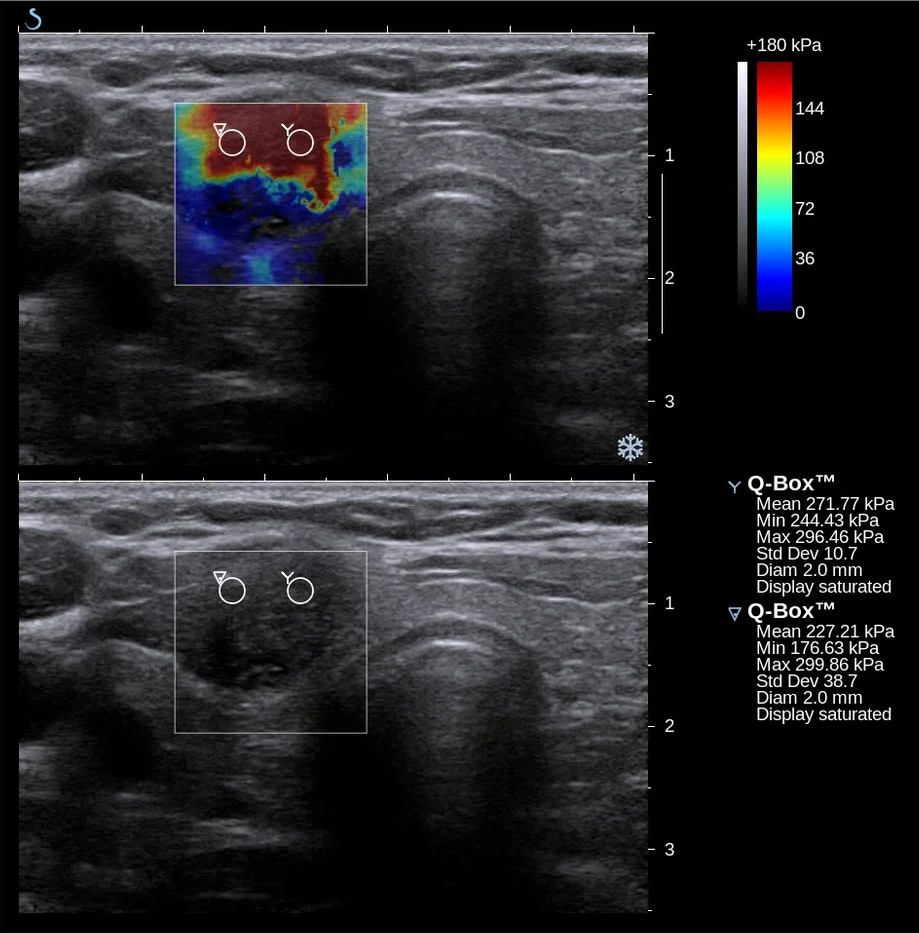 +180 kPa
144
108
72
36
0
1
2
3
Q-Box™
Mean 271.77 kPa
Min 244.43 kPa
Max 296.46 kPa
Std Dev 10.7
Diam 2.0 mm
Display saturated
Q-Box™
Mean 227.21 kPa
Min 176.63 kPa
Max 299.86 kPa
Std Dev 38.7
Diam 2.0 mm
Display saturated
1
2
3